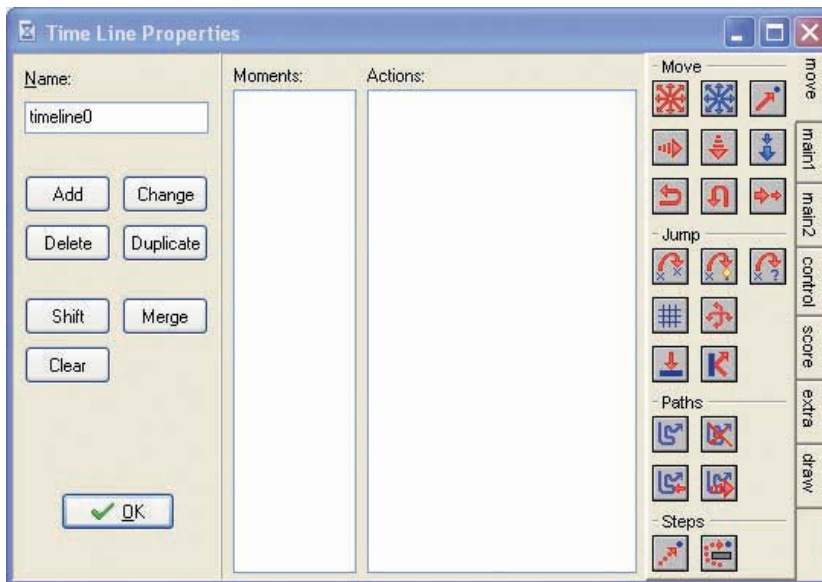 Time Line Properties
Name:
timeline0
Add Change
Delete Duplicate
Shift Merge
Clear
OK
Moments:
Actions:
Move
Jump
Paths
Steps
move
main1
main2
control
score
extra
draw